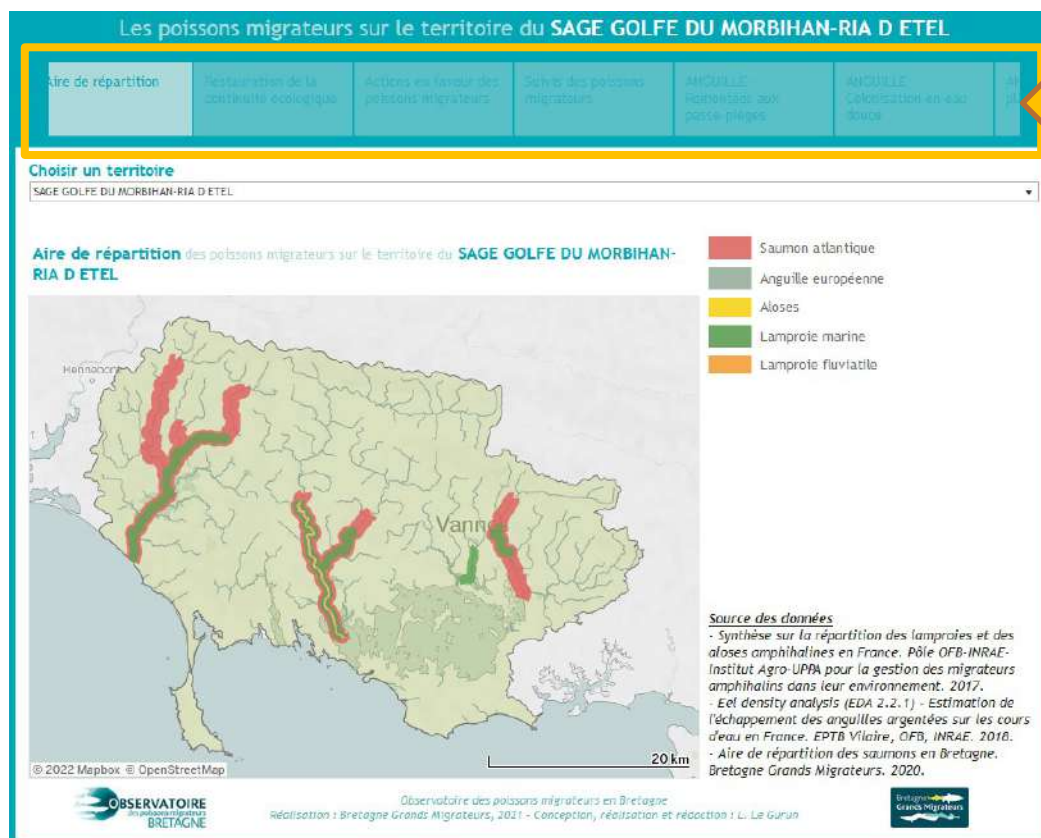 Les poissons migrateurs sur le territoire du SAGE GOLFE DU MORBIHAN-RIA D ETEL
Aire de répartition
Restauration de la
continuité écologique
Actions en faveur des
poissons migrateurs
Suivis des poissons
migrateurs
ANGUILLE
Remontées aux
passe-pièges
ANGUILLE
Colonisation en eau
douce
Choisir un territoire
SAGE GOLFE DU MORBIHAN-RIA D ETEL
Aire de répartition des poissons migrateurs sur le territoire du SAGE GOLFE DU MORBIHAN-
RIA D ETEL
Saumon atlantique
Anguille européenne
Aloses
Lamproie marine
Lamproie fluviatile
Hennebont
Vannes
20 km
© 2022 Mapbox © OpenStreetMap
Source des données
- Synthèse sur la répartition des lamproies et des
aloses amphihalines en France. Pôle OFB-INRAE-
Institut Agro-UPPA pour la gestion des migrateurs
amphihalins dans leur environnement. 2017.
- Eel density analysis (EDA 2.2.1) - Estimation de
l'échappement des anguilles argentées sur les cours
d'eau en France. EPTB Vilaine, OFB, INRAE. 2018.
- Aire de répartition des saumons en Bretagne.
Bretagne Grands Migrateurs. 2020.
OBSERVATOIRE
des poissons migrateurs
BRETAGNE
Observatoire des poissons migrateurs en Bretagne
Réalisation : Bretagne Grands Migrateurs, 2021 - Conception, réalisation et rédaction : L. Le Gurun
Bretagne
Grands Migrateurs